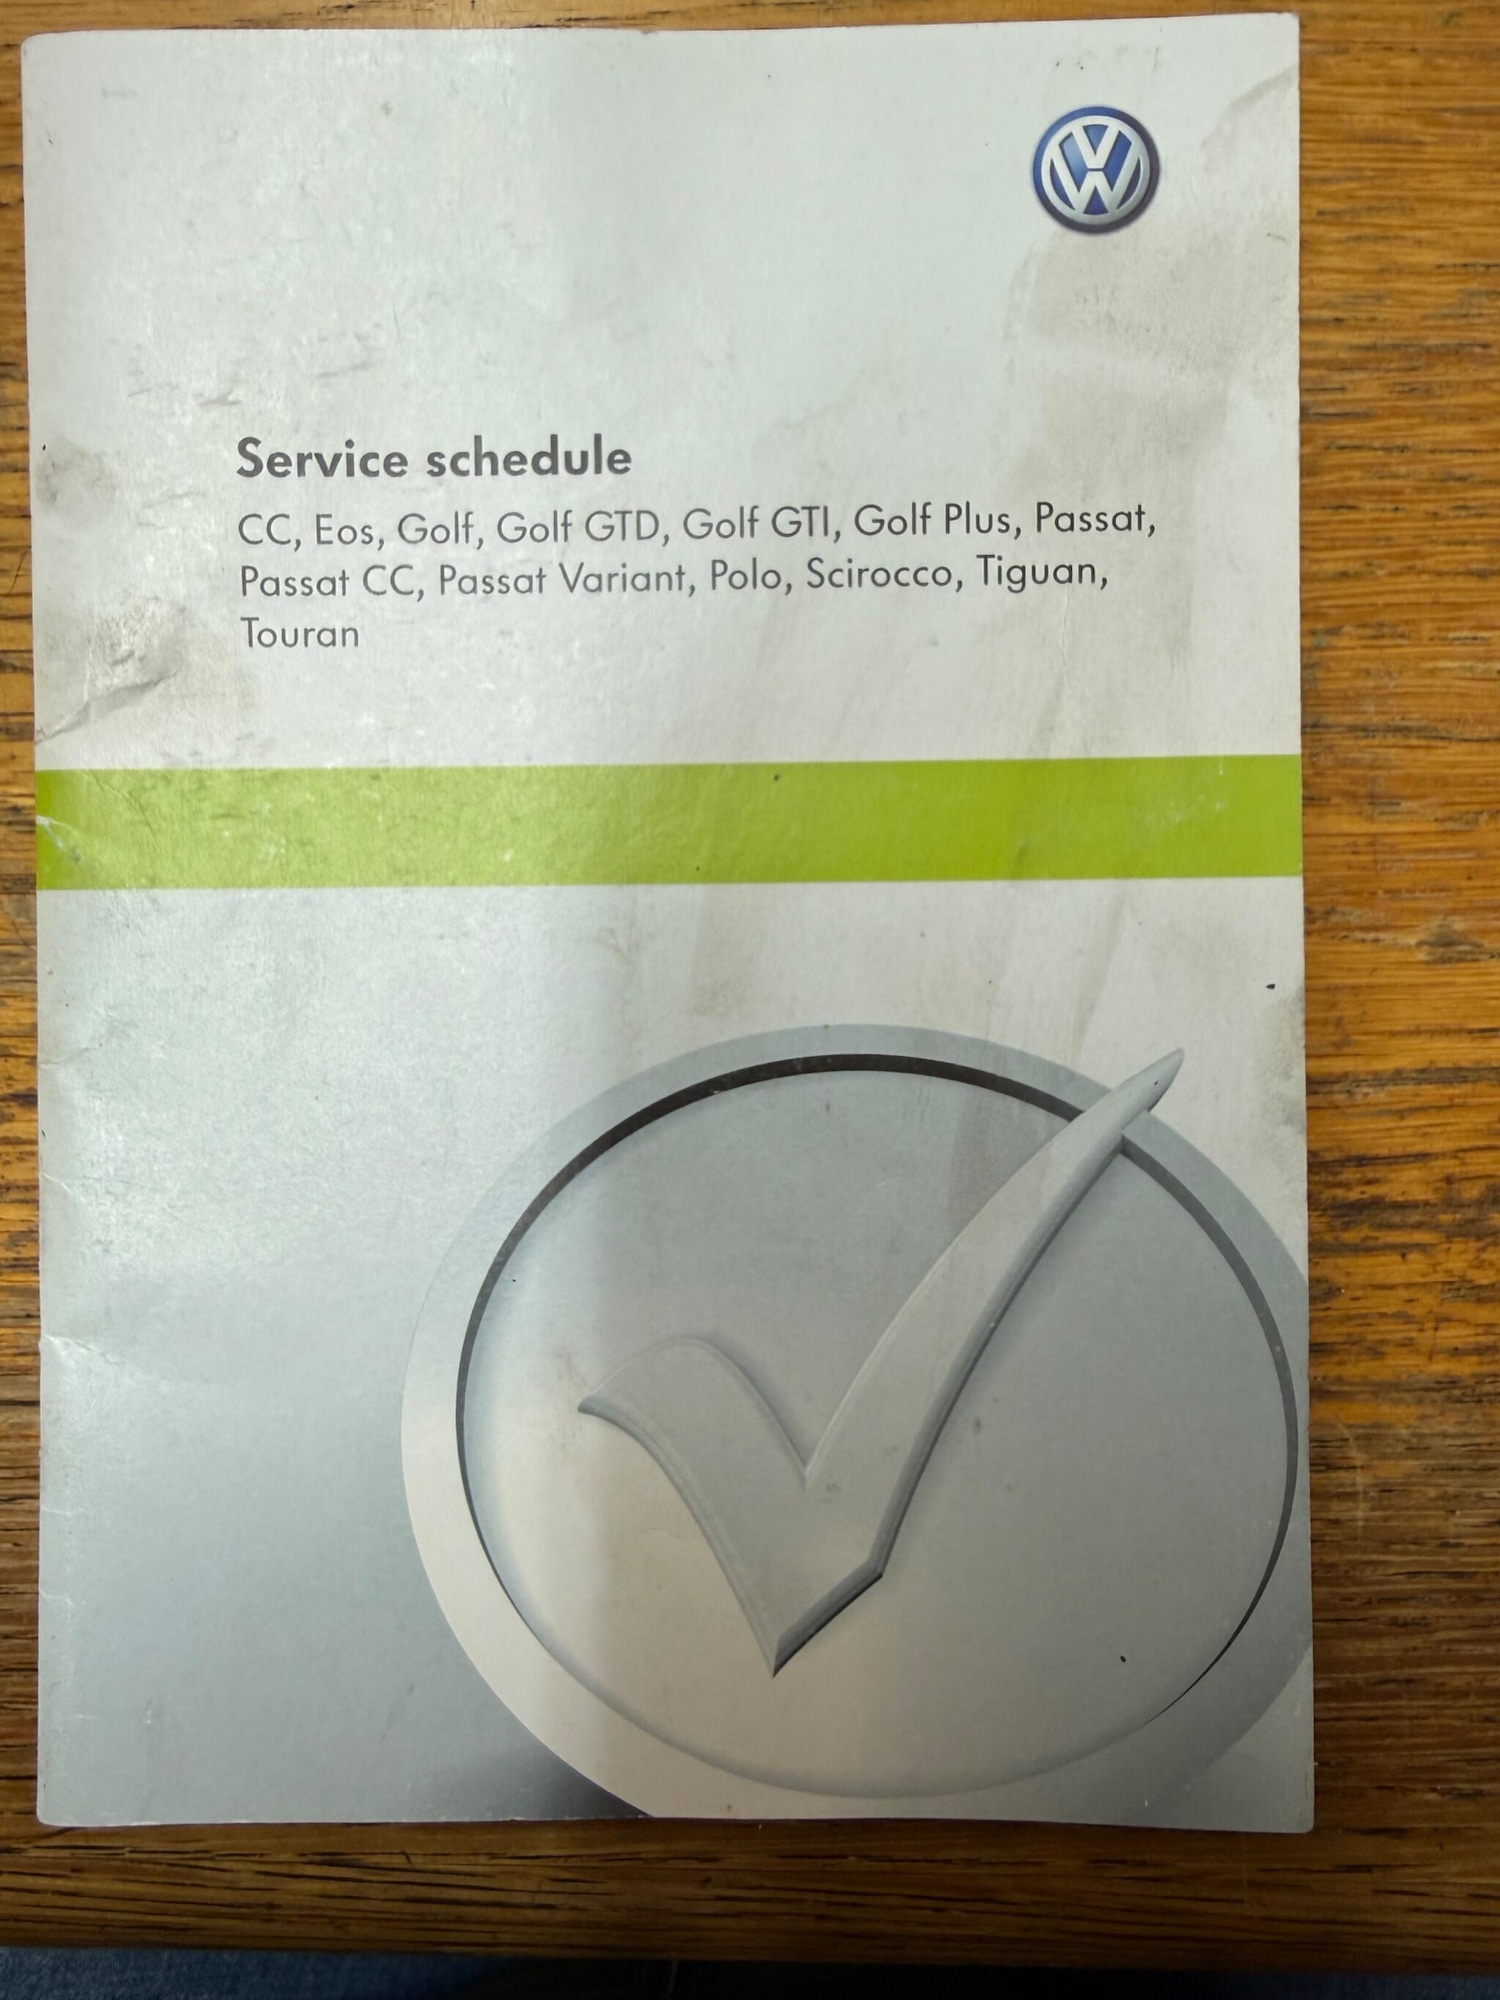 VW
Service schedule
CC, Eos, Golf, Golf GTD, Golf GTI, Golf Plus, Passat,
Passat CC, Passat Variant, Polo, Scirocco, Tiguan,
Touran